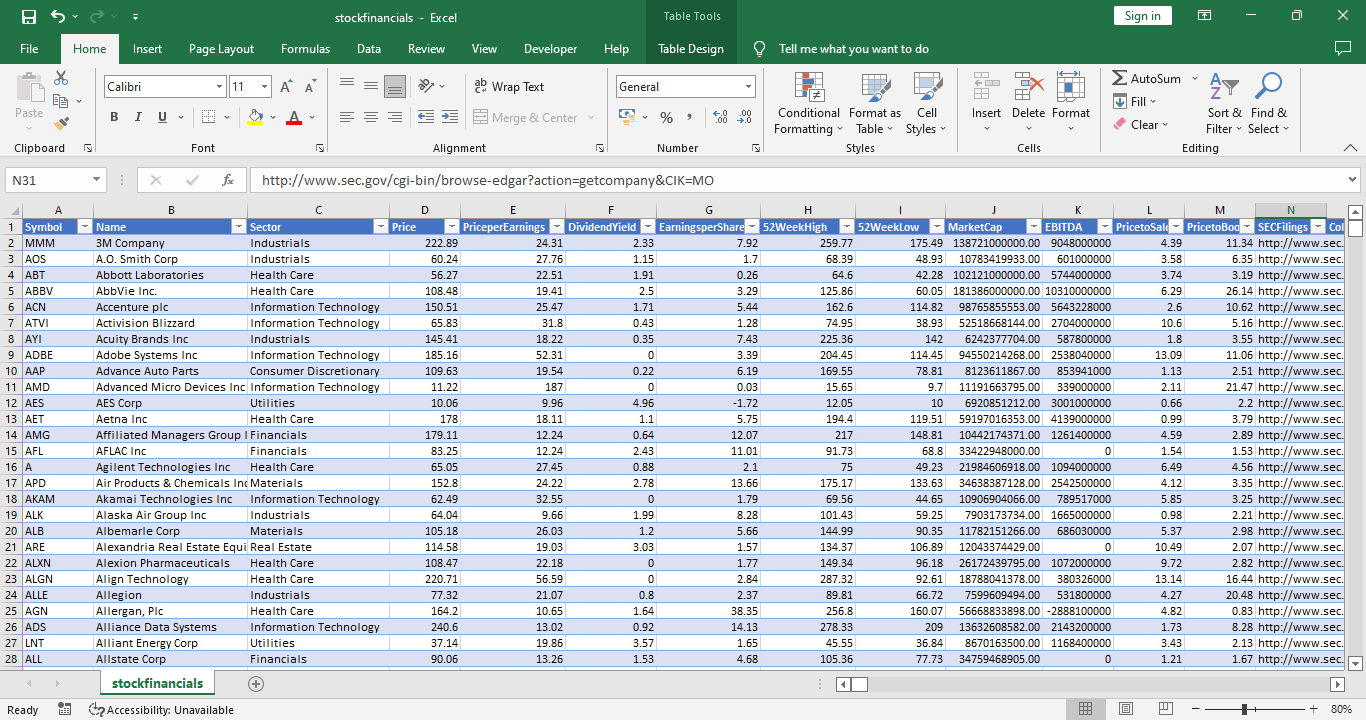 stockfinancials - Excel
Table Tools
Sign in
File Home Insert Page Layout Formulas Data Review View Developer Help Table Design Tell me what you want to do
Calibri 11 Wrap Text General AutoSum
Paste Conditional Formatting Format as Table Cell Styles Insert Delete Format Fill Sort & Filter Find & Select
B I U A Merge & Center % , Clear
Clipboard Font Alignment Number Styles Cells Editing
N31 fx http://www.sec.gov/cgi-bin/browse-edgar?action=getcompany&CIK=MO
A B C D E F G H I J K L M N
1 Symbol Name Sector Price PriceperEarnings DividendYield EarningsperShare 52WeekHigh 52WeekLow MarketCap EBITDA PricetoSale PricetoBoo SECFilings Col
2 MMM 3M Company Industrials 222.89 24.31 2.33 7.92 259.77 175.49 138721000000.00 9048000000 4.39 11.34 http://www.sec.
3 AOS A.O. Smith Corp Industrials 60.24 27.76 1.15 1.7 68.39 48.93 10783419933.00 601000000 3.58 6.35 http://www.sec.
4 ABT Abbott Laboratories Health Care 56.27 22.51 1.91 0.26 64.6 42.28 102121000000.00 5744000000 3.74 3.19 http://www.sec.
5 ABBV AbbVie Inc. Health Care 108.48 19.41 2.5 3.29 125.86 60.05 181386000000.00 10310000000 6.29 26.14 http://www.sec.
6 ACN Accenture plc Information Technology 150.51 25.47 1.71 5.44 162.6 114.82 98765855553.00 5643228000 2.6 10.62 http://www.sec.
7 ATVI Activision Blizzard Information Technology 65.83 31.8 0.43 1.28 74.95 38.93 52518668144.00 2704000000 10.6 5.16 http://www.sec.
8 AYI Acuity Brands Inc Industrials 145.41 18.22 0.35 7.43 225.36 142 6242377704.00 587800000 1.8 3.55 http://www.sec.
9 ADBE Adobe Systems Inc Information Technology 185.16 52.31 0 3.39 204.45 114.45 94550214268.00 2538040000 13.09 11.06 http://www.sec.
10 AAP Advance Auto Parts Consumer Discretionary 109.63 19.54 0.22 6.19 169.55 78.81 8123611867.00 853941000 1.13 2.51 http://www.sec.
11 AMD Advanced Micro Devices Inc Information Technology 11.22 187 0 0.03 15.65 9.7 11191663795.00 339000000 2.11 21.47 http://www.sec.
12 AES AES Corp Utilities 10.06 9.96 4.96 -1.72 12.05 10 6920851212.00 3001000000 0.66 2.2 http://www.sec.
13 AET Aetna Inc Health Care 178 18.11 1.1 5.75 194.4 119.51 59197016353.00 4139000000 0.99 3.79 http://www.sec.
14 AMG Affiliated Managers Group I Financials 179.11 12.24 0.64 12.07 217 148.81 10442174371.00 1261400000 4.59 2.89 http://www.sec.
15 AFL AFLAC Inc Financials 83.25 12.24 2.43 11.01 91.73 68.8 33422948000.00 0 1.54 1.53 http://www.sec.
16 A Agilent Technologies Inc Health Care 65.05 27.45 0.88 2.1 75 49.23 21984606918.00 1094000000 6.49 4.56 http://www.sec.
17 APD Air Products & Chemicals Inc Materials 152.8 24.22 2.78 13.66 175.17 133.63 34638387128.00 2542500000 4.12 3.35 http://www.sec.
18 AKAM Akamai Technologies Inc Information Technology 62.49 32.55 0 1.79 69.56 44.65 10906904066.00 789517000 5.85 3.25 http://www.sec.
19 ALK Alaska Air Group Inc Industrials 64.04 9.66 1.99 8.28 101.43 59.25 7903173734.00 1665000000 0.98 2.21 http://www.sec.
20 ALB Albemarle Corp Materials 105.18 26.03 1.2 5.66 144.99 90.35 11782151266.00 686030000 5.37 2.98 http://www.sec.
21 ARE Alexandria Real Estate Equi Real Estate 114.58 19.03 3.03 1.57 134.37 106.89 12043374429.00 0 10.49 2.07 http://www.sec.
22 ALXN Alexion Pharmaceuticals Health Care 108.47 22.18 0 1.77 149.34 96.18 26172439795.00 1072000000 9.72 2.82 http://www.sec.
23 ALGN Align Technology Health Care 220.71 56.59 0 2.84 287.32 92.61 18788041378.00 380326000 13.14 16.44 http://www.sec.
24 ALLE Allegion Industrials 77.32 21.07 0.8 2.37 89.81 66.72 7599609494.00 531800000 4.27 20.48 http://www.sec.
25 AGN Allergan, Plc Health Care 164.2 10.65 1.64 38.35 256.8 160.07 56668833898.00 -2888100000 4.82 0.83 http://www.sec.
26 ADS Alliance Data Systems Information Technology 240.6 13.02 0.92 14.13 278.33 209 13632608582.00 2143200000 1.73 8.28 http://www.sec.
27 LNT Alliant Energy Corp Utilities 37.14 19.86 3.57 1.65 45.55 36.84 8670163500.00 1168400000 3.43 2.13 http://www.sec.
28 ALL Allstate Corp Financials 90.06 13.26 1.53 4.68 105.36 77.73 34759468905.00 0 1.21 1.67 http://www.sec.
stockfinancials
Ready Accessibility: Unavailable 80%